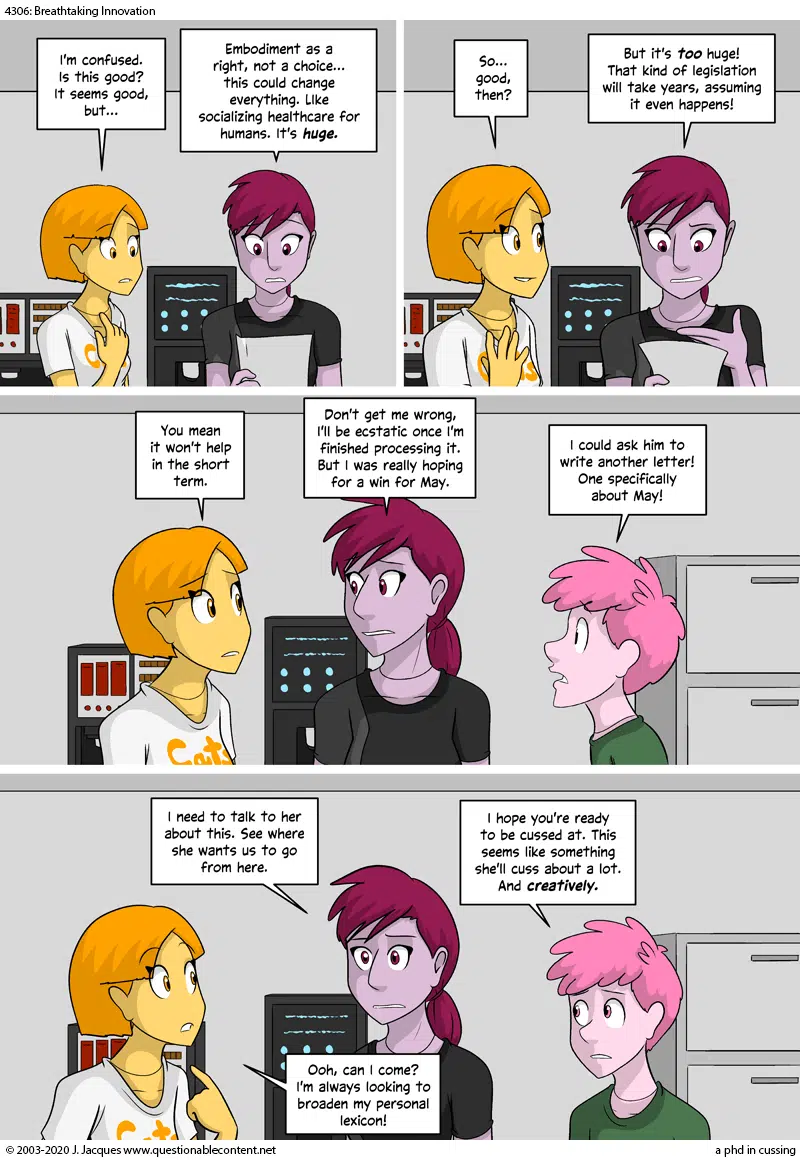 4306: Breathtaking Innovation
I'm confused.
Is this good?
It seems good,
but...
Embodiment as a
right, not a choice...
this could change
everything. Like
socializing healthcare for
humans. It's huge.
So...
good,
then?
But it's too huge!
That kind of legislation
will take years, assuming
it even happens!
You mean
it won't help
in the short
term.
Don't get me wrong,
I'll be ecstatic once I'm
finished processing it.
But I was really hoping
for a win for May.
I could ask him to
write another letter!
One specifically
about May!
Cats
I need to talk to her
about this. See where
she wants us to go
from here.
I hope you're ready
to be cussed at. This
seems like something
she'll cuss about a lot.
And creatively.
Ooh, can I come?
I'm always looking to
broaden my personal
lexicon!
Cats
© 2003-2020 J. Jacques www.questionablecontent.net
a phd in cussing